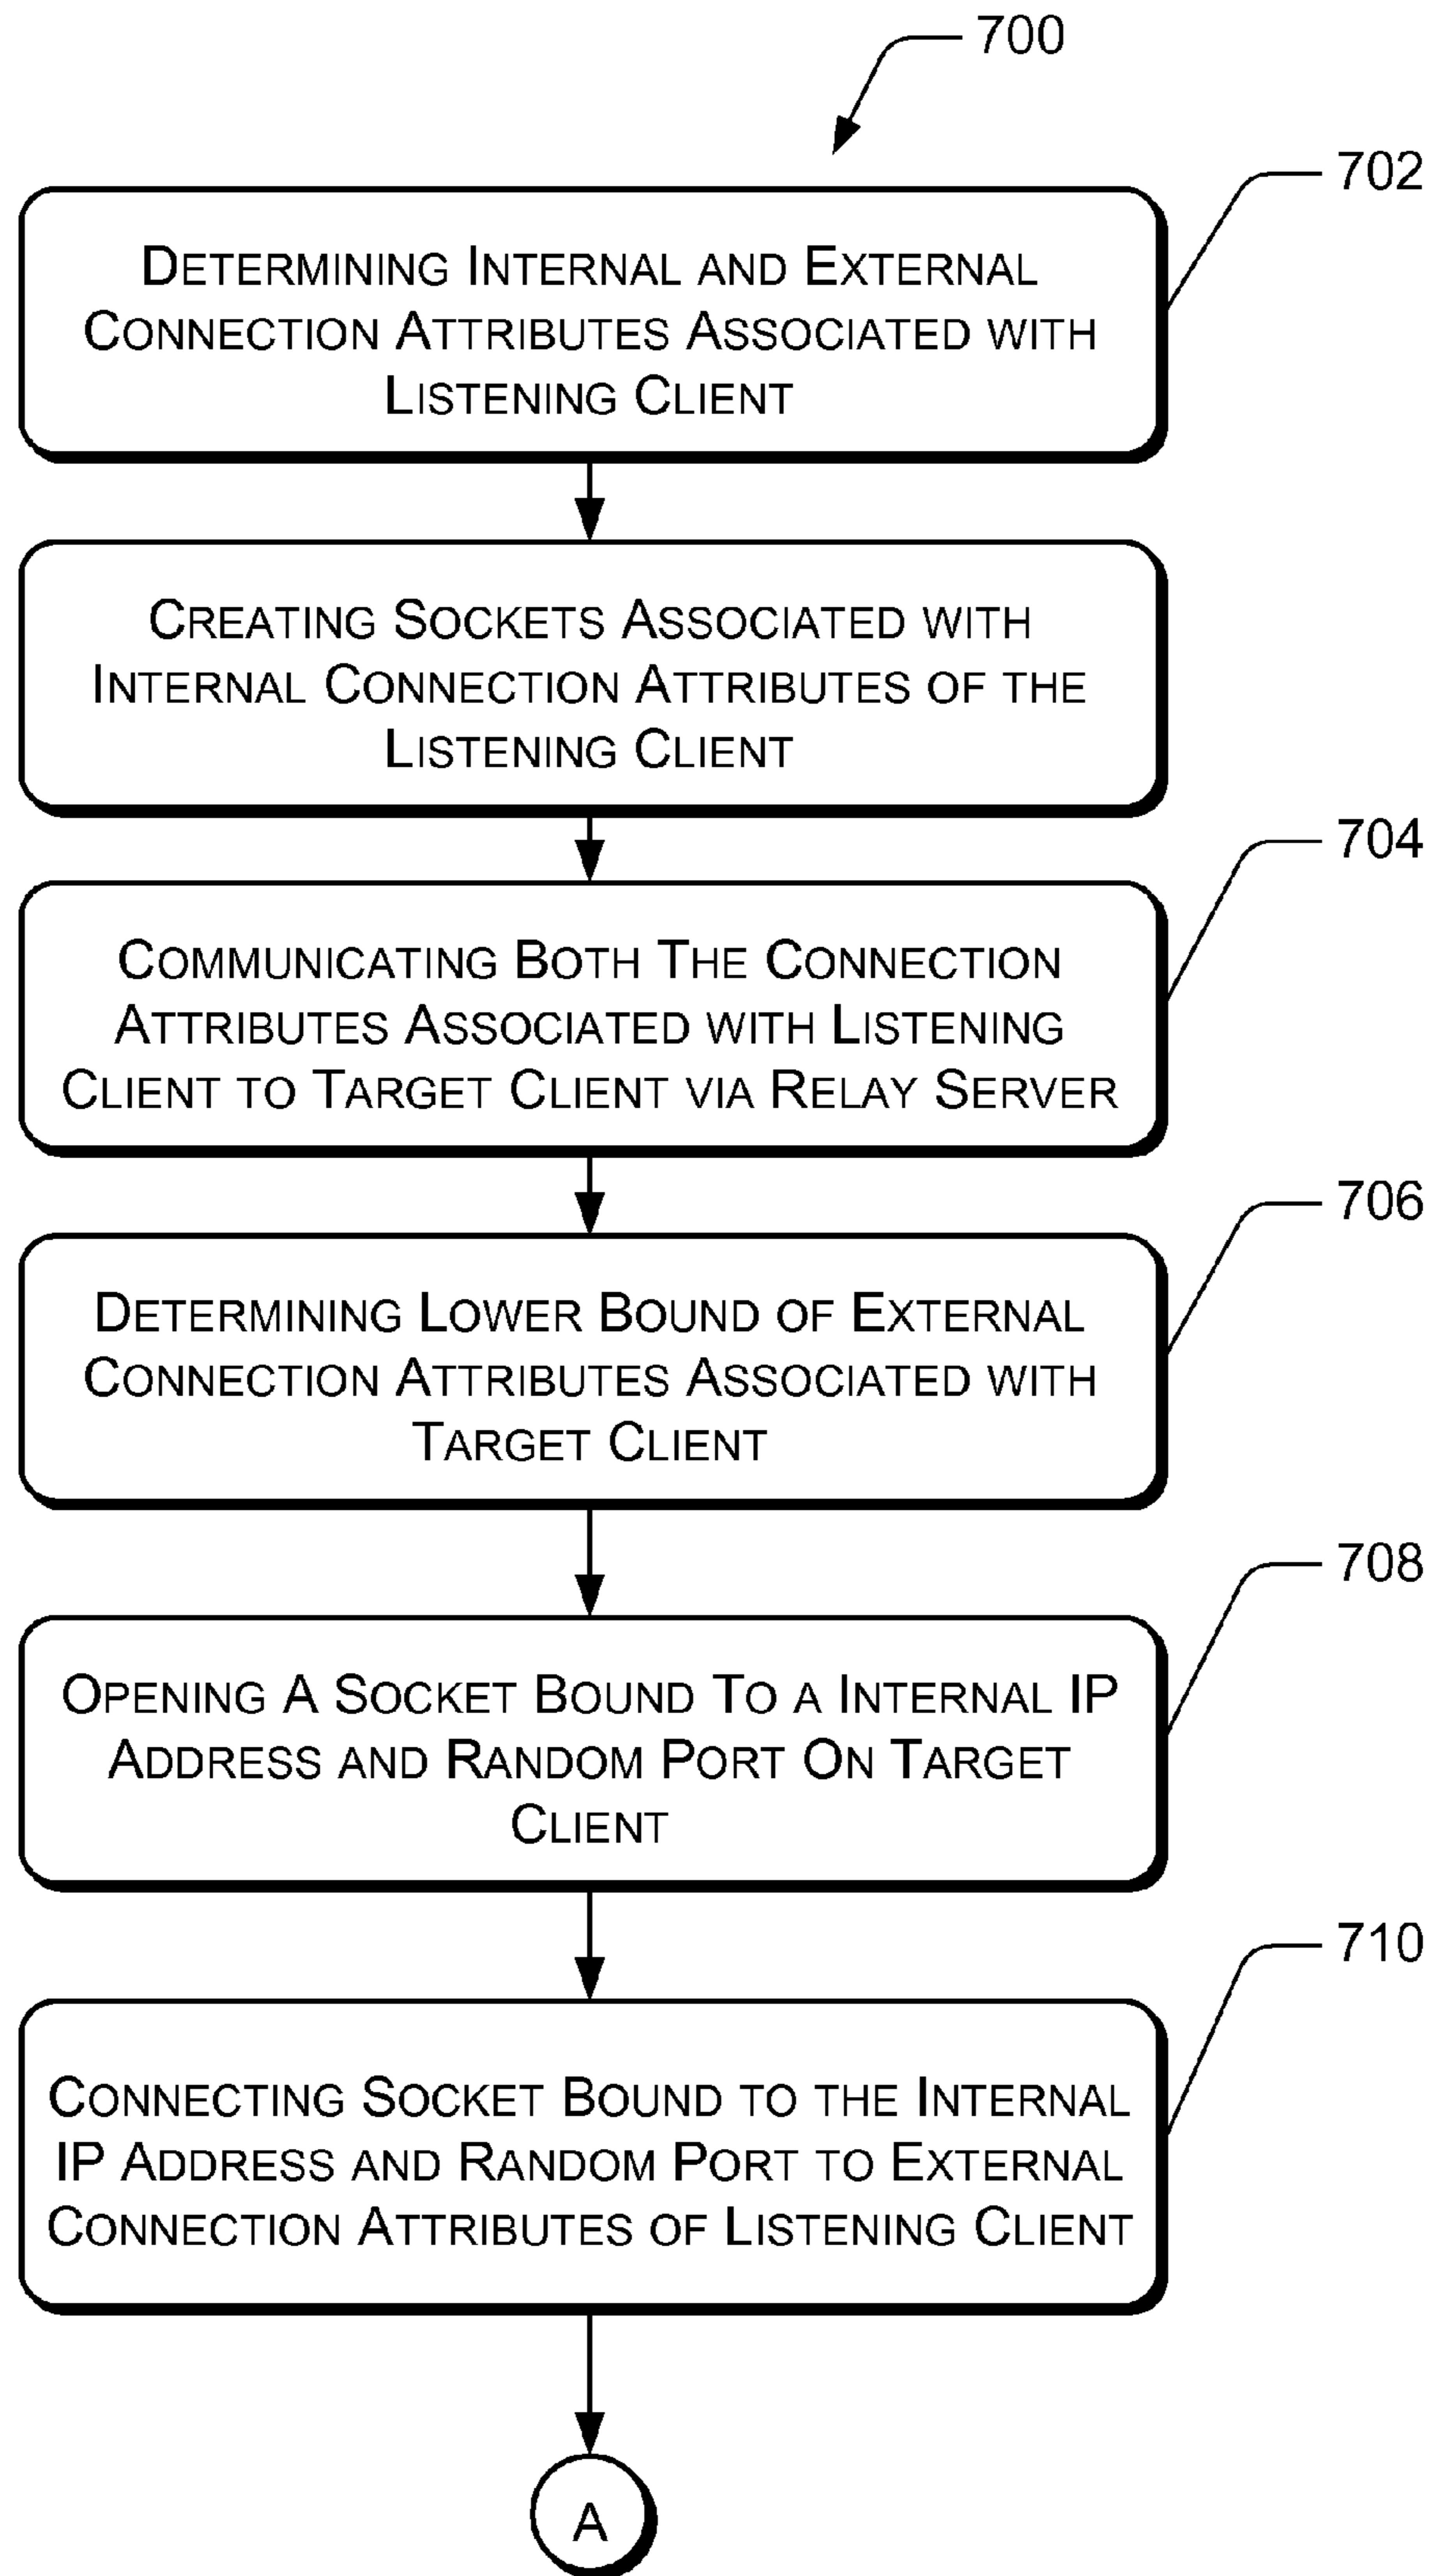 700
702
DETERMINING INTERNAL AND EXTERNAL
CONNECTION ATTRIBUTES ASSOCIATED WITH
LISTENING CLIENT
CREATING SOCKETS ASSOCIATED WITH
INTERNAL CONNECTION ATTRIBUTES OF THE
LISTENING CLIENT
704
COMMUNICATING BOTH THE CONNECTION
ATTRIBUTES ASSOCIATED WITH LISTENING
CLIENT TO TARGET CLIENT VIA RELAY SERVER
706
DETERMINING LOWER BOUND OF EXTERNAL
CONNECTION ATTRIBUTES ASSOCIATED WITH
TARGET CLIENT
708
OPENING A SOCKET BOUND TO A INTERNAL IP
ADDRESS AND RANDOM PORT ON TARGET
CLIENT
710
CONNECTING SOCKET BOUND TO THE INTERNAL
IP ADDRESS AND RANDOM PORT TO EXTERNAL
CONNECTION ATTRIBUTES OF LISTENING CLIENT
A